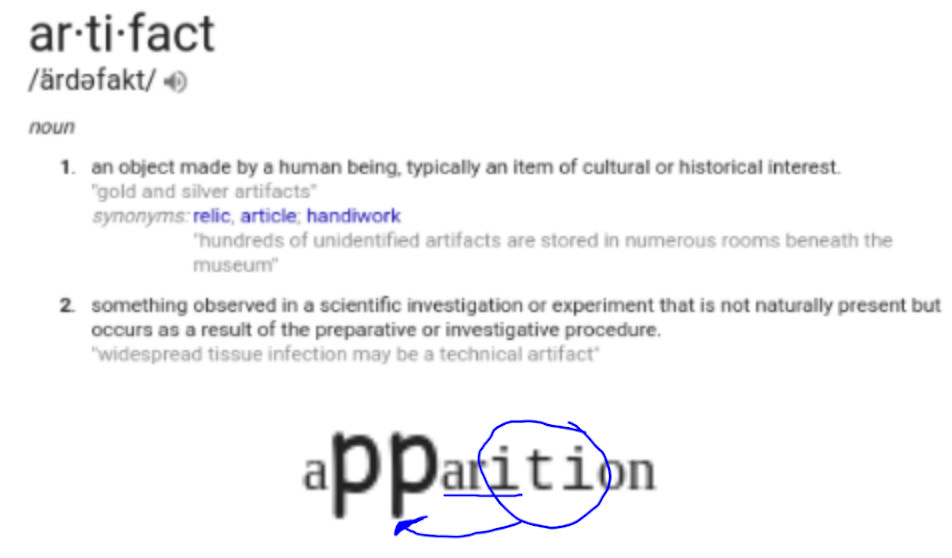 ar·ti·fact
/ärdəfakt/
noun
1. an object made by a human being, typically an item of cultural or historical interest.
"gold and silver artifacts"
synonyms: relic, article; handiwork
"hundreds of unidentified artifacts are stored in numerous rooms beneath the
museum"
2. something observed in a scientific investigation or experiment that is not naturally present but
occurs as a result of the preparative or investigative procedure.
"widespread tissue infection may be a technical artifact"
apparition